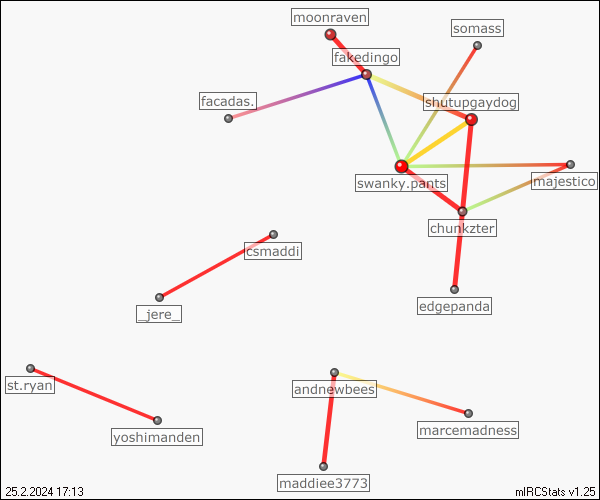 moonraven
somass
fakedingo
facadas.
shutupgaydog
swanky.pants
majestico
chunkzter
csmaddi
edgepanda
_jere_
st.ryan
andnewbees
yoshimanden
marcemadness
maddiee3773
25.2.2024 17:13
mIRCStats v1.25